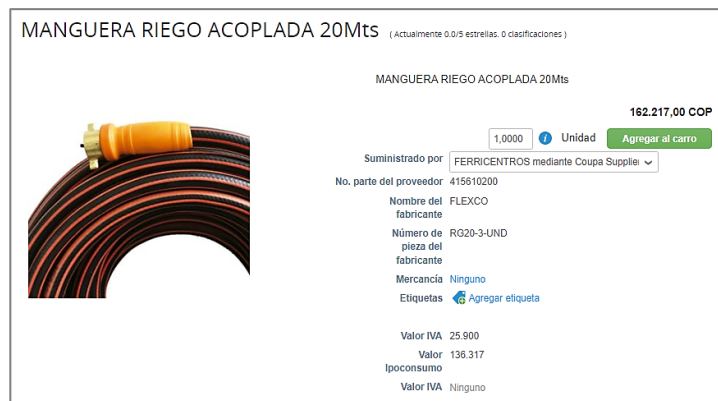 MANGUERA RIEGO ACOPLADA 20Mts ( Actualmente 0.0/5 estrellas. 0 clasificaciones )
MANGUERA RIEGO ACOPLADA 20Mts
162.217,00 COP
1,0000 i Unidad Agregar al carro
Suministrado por FERRICENTROS mediante Coupa Supplier
No. parte del proveedor 415610200
Nombre del FLEXCO
fabricante
Número de RG20-3-UND
pieza del
fabricante
Mercancía Ninguno
Etiquetas Agregar etiqueta
Valor IVA 25.900
Valor 136.317
Ipoconsumo
Valor IVA Ninguno